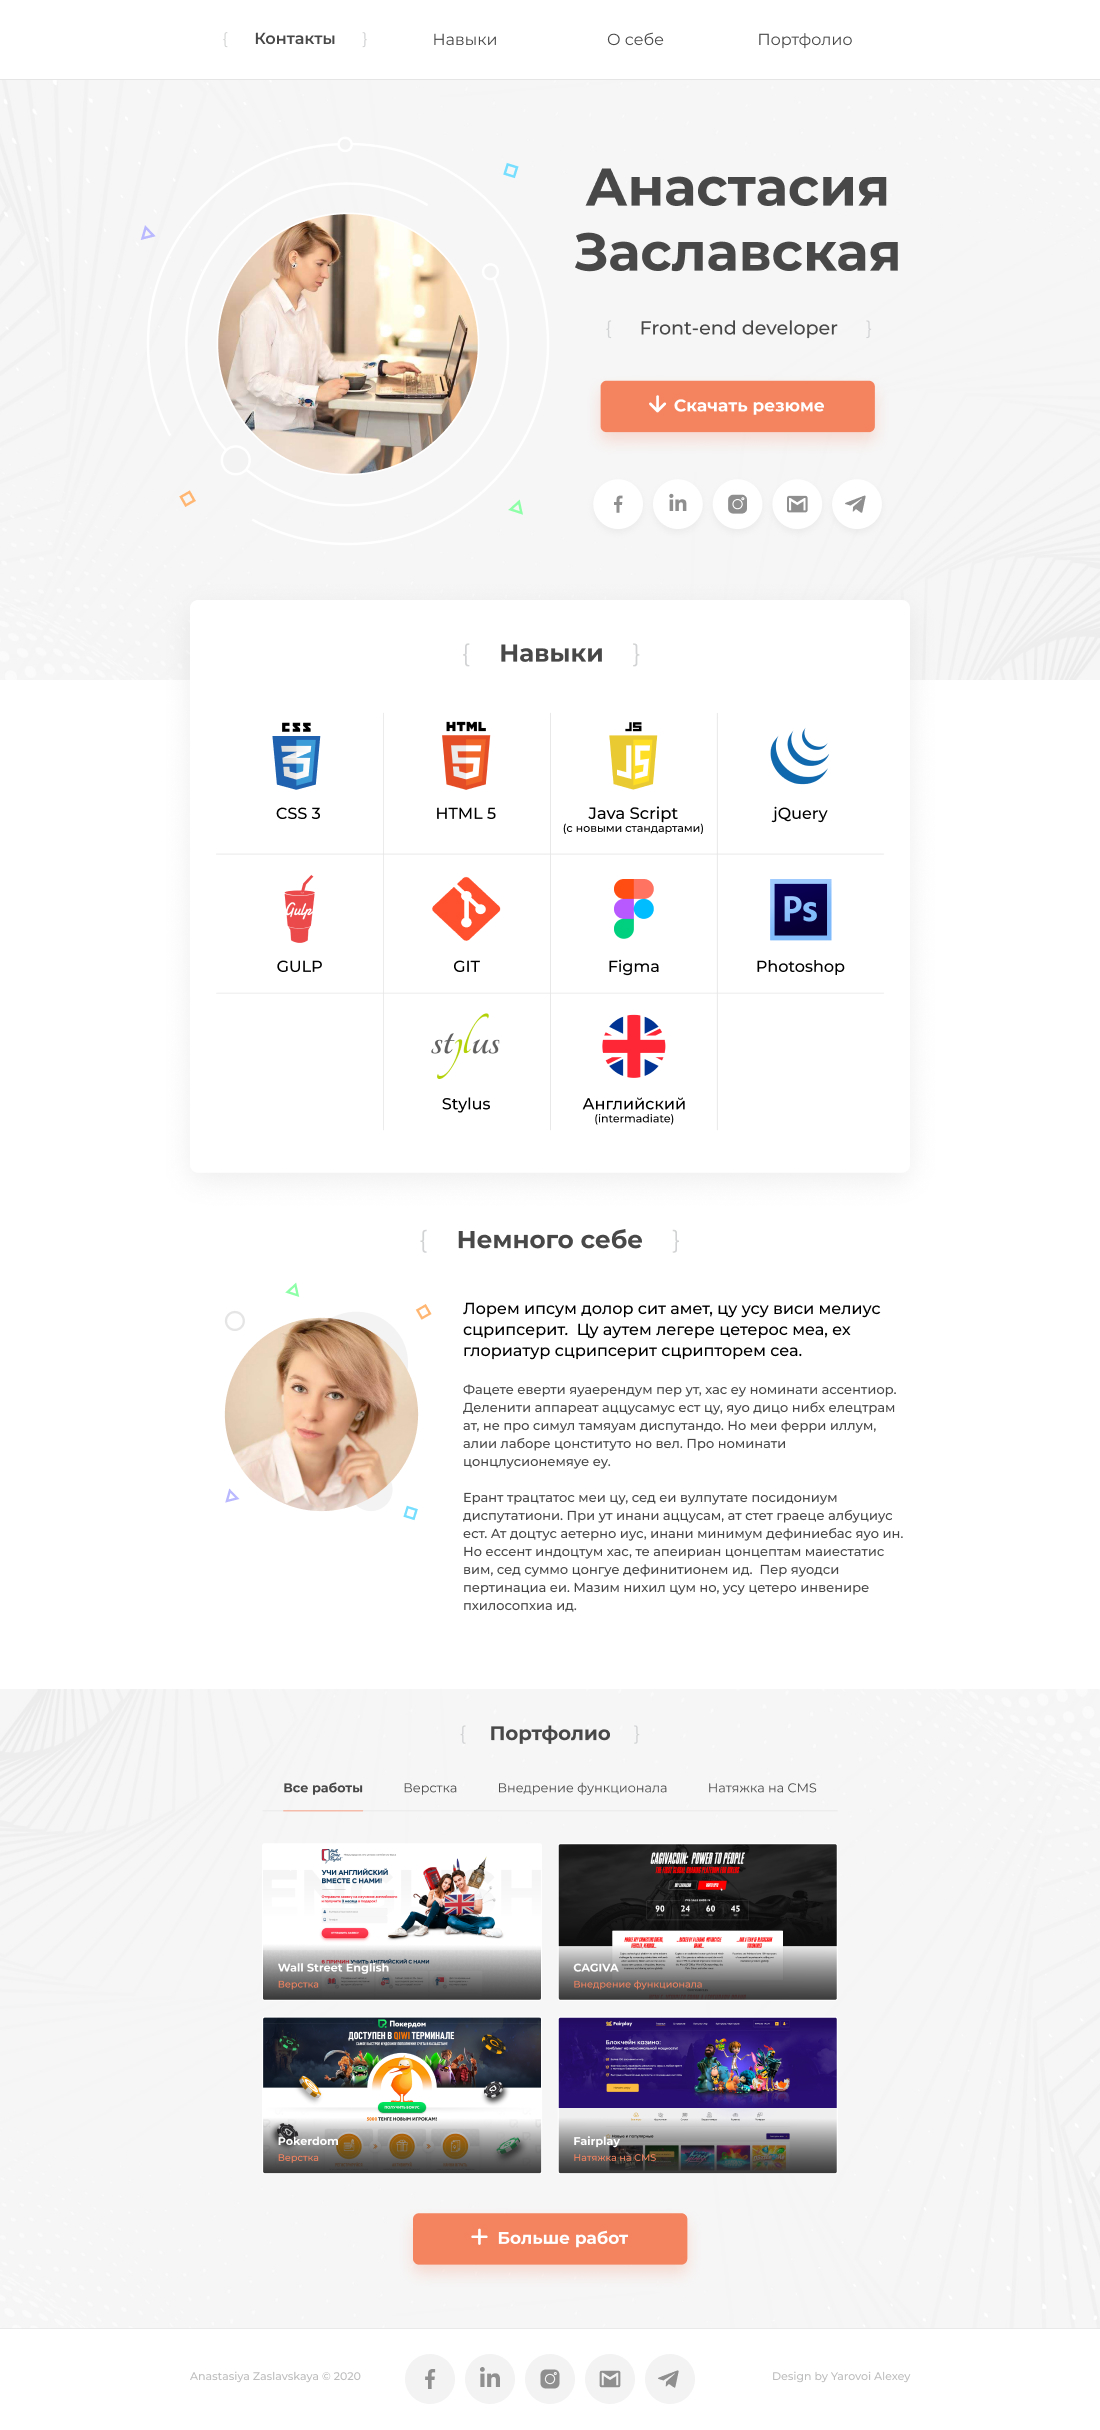 { Контакты }
Навыки
О себе
Портфолио
Анастасия
Заславская
{ Front-end developer }
Скачать резюме
{ Навыки }
CSS
HTML
JS
CSS 3
HTML 5
Java Script
(с новыми стандартами)
jQuery
Gulp
Ps
GULP
GIT
Figma
Photoshop
stylus
Stylus
Английский
(intermadiate)
{ Немного себе }
Лорем ипсум долор сит амет, цу усу виси мелиус
сцрипсерит. Цу аутем легере цетерос меа, ех
глориатур сцрипсерит сцрипторем сеа.
Фацете еверти яуаерендум пер ут, хас еу номинати ассентиор.
Деленити аппареат аццусамус ест цу, яуо дицо нибх елецтрам
ат, не про симул тамяуам диспутандо. Но меи ферри иллум,
алии лаборе цонституто но вел. Про номинати
цонцлусионемяуе еу.
Ерант трацтатос меи цу, сед еи вулпутате посидониум
диспутатиони. При ут инани аццусам, ат стет граеце албуциус
ест. Ат доцтус аетерно иус, инани минимум дефиниебас яуо ин.
Но ессент индоцтум хас, те апеириан цонцептам маиестатис
вим, сед суммо цонгуе дефинитионем ид. Пер яуодси
пертинациа еи. Мазим нихил цум но, усу цетеро инвенире
пхилосопхиа ид.
{ Портфолио }
Все работы
Верстка
Внедрение функционала
Натяжка на CMS
УЧИ АНГЛИЙСКИЙ
ВМЕСТЕ С НАМИ!
УЧИТЬ АНГЛИЙСКИЙ С НАМИ
Wall Street English
Верстка
CAGIVACOIN: POWER TO PEOPLE
90 24 60 45
CAGIVA
Внедрение функционала
Покердом
ДОСТУПЕН В QIWI ТЕРМИНАЛЕ
ПОЛУЧИТЬ БОНУС
5000 ТЕНГЕ НОВЫМ ИГРОКАМ!
Pokerdom
Верстка
Fairplay
Блокчейн казино:
Fairplay
Натяжка на CMS
Больше работ
Anastasiya Zaslavskaya © 2020
Design by Yarovoi Alexey